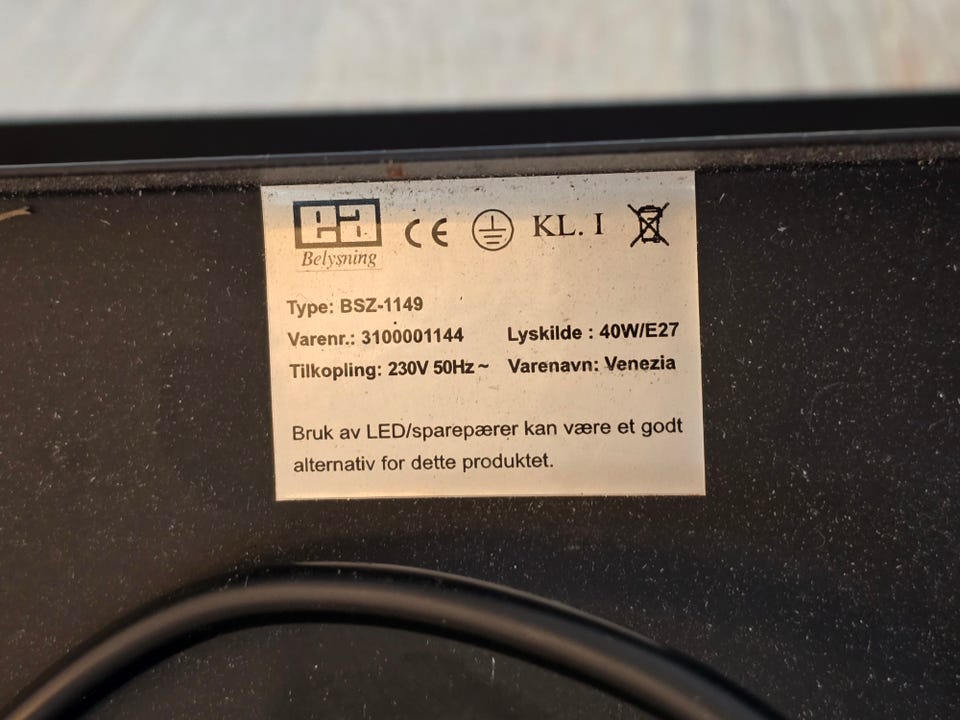 ea
Belysning
CE KL. I
Type: BSZ-1149
Varenr.: 3100001144 Lyskilde : 40W/E27
Tilkopling: 230V 50Hz ~ Varenavn: Venezia
Bruk av LED/sparepærer kan være et godt
alternativ for dette produktet.